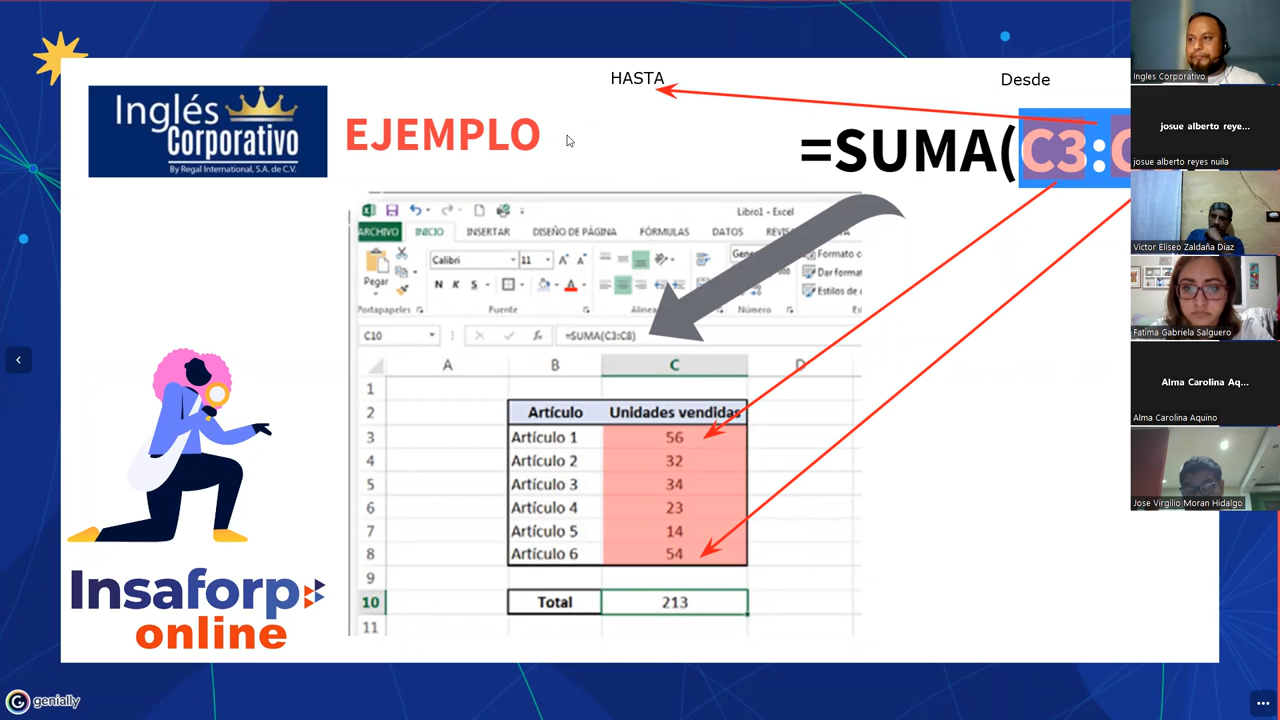 HASTA
Desde
Inglés
Corporativo
By Regal International, S.A. de C.V.
EJEMPLO
=SUMA(C3:C
Libro1 - Excel
ARCHIVO INICIO INSERTAR DISEÑO DE PÁGINA FÓRMULAS DATOS REVIS
Calibri 11 Gene Formato c
Pegar N K S A Dar format
Estilos de c
Portapapeles Fuente Alinea Número
C10 fx =SUMA(C3:C8)
A B C D
1
2 Artículo Unidades vendidas
3 Artículo 1 56
4 Artículo 2 32
5 Artículo 3 34
6 Artículo 4 23
7 Artículo 5 14
8 Artículo 6 54
9
10 Total 213
11
Insaforp
online
genially
Ingles Corporativo
josue alberto reye...
josue alberto reyes nuila
Victor Eliseo Zaldaña Diaz
Fatima Gabriela Salguero
Alma Carolina Aq...
Alma Carolina Aquino
Jose Virgilio Moran Hidalgo